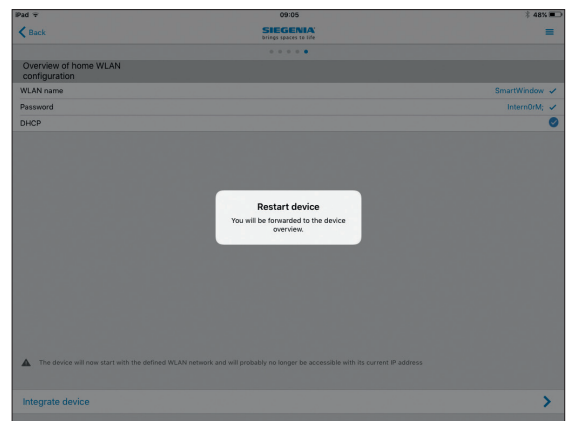 iPad
09:05
48%
Back
SIEGENIA
brings spaces to life
Overview of home WLAN
configuration
WLAN name
SmartWindow
Password
Intern0rM;
DHCP
Restart device
You will be forwarded to the device
overview.
The device will now start with the defined WLAN network and will probably no longer be accessible with its current IP address
Integrate device